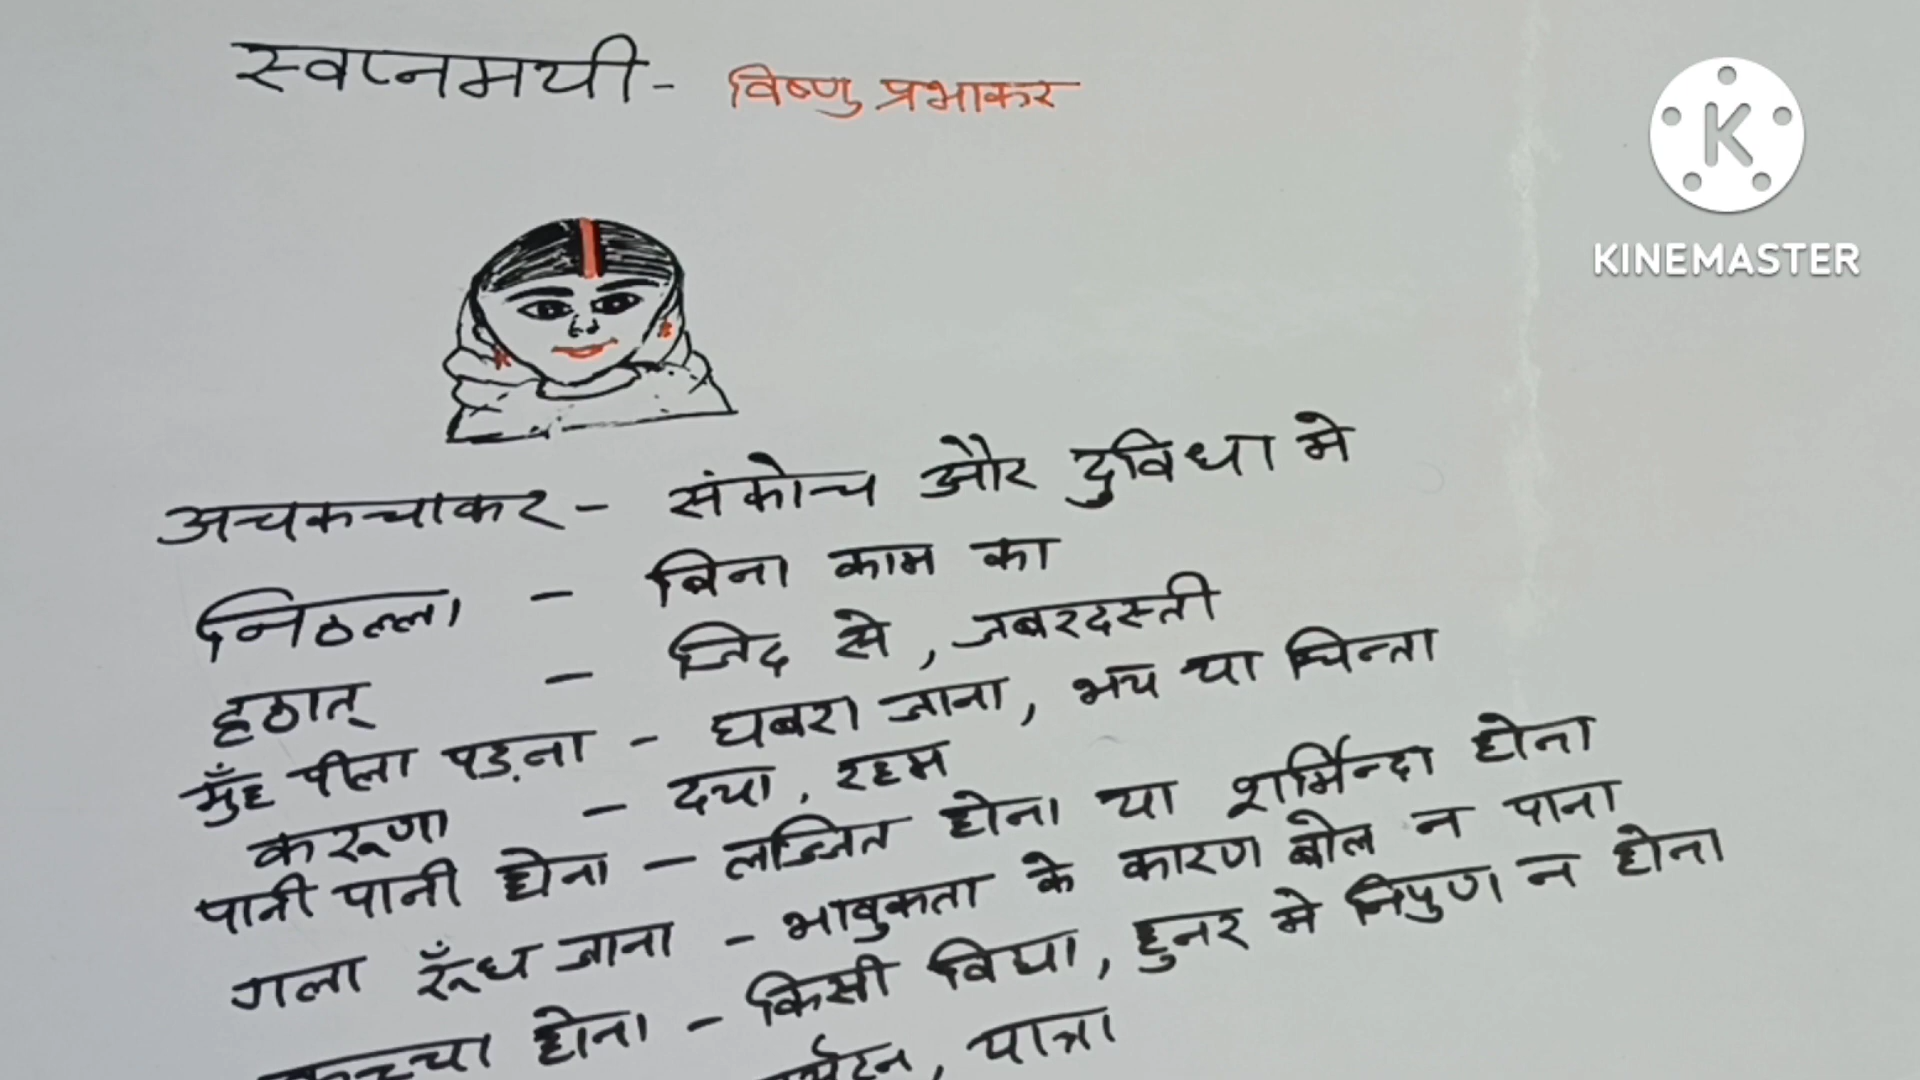 स्वप्नमयी - विष्णु प्रभाकर
K
KINEMASTER
अचकचाकर - संकोच और दुविधा मे
निठल्ला - बिना काम का
हठात् - जिद से, जबरदस्ती
मुँह पीला पड़ना - घबरा जाना, भय या चिन्ता
करूणा - दया, रहम
पानी पानी होना - लज्जित होना या शर्मिन्दा होना
गला रूँध जाना - भावुकता के कारण बोल न पाना
कच्चा होना - किसी विद्या, हुनर मे निपुण न होना
यात्रा